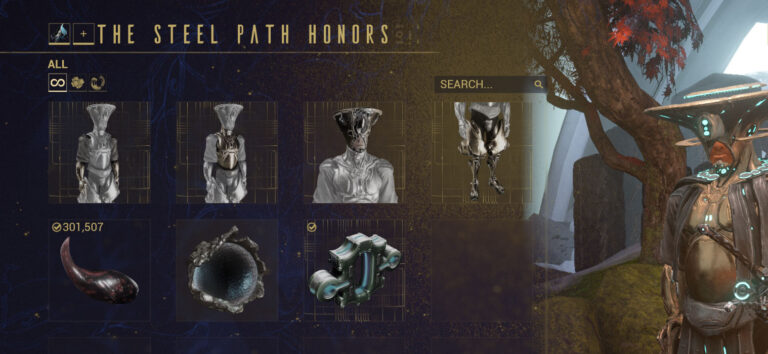 + THE STEEL PATH HONORS
ALL
SEARCH...
301,507